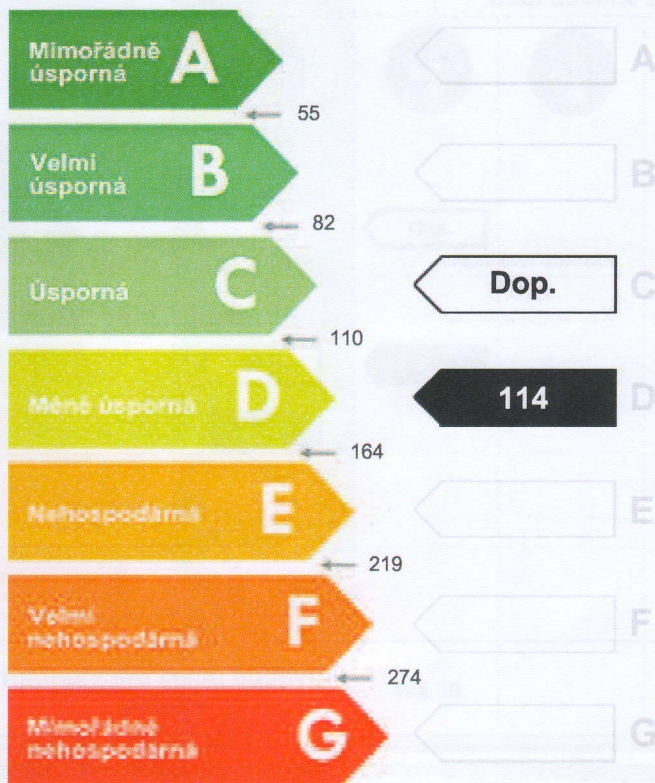 Mimořádně
úsporná
A
A
55
Velmi
úsporná
B
B
82
Úsporná
C
Dop.
C
110
Méně úsporná
D
114
D
164
Nehospodárná
E
E
219
Velmi
nehospodárná
F
F
274
Mimořádně
nehospodárná
G
G